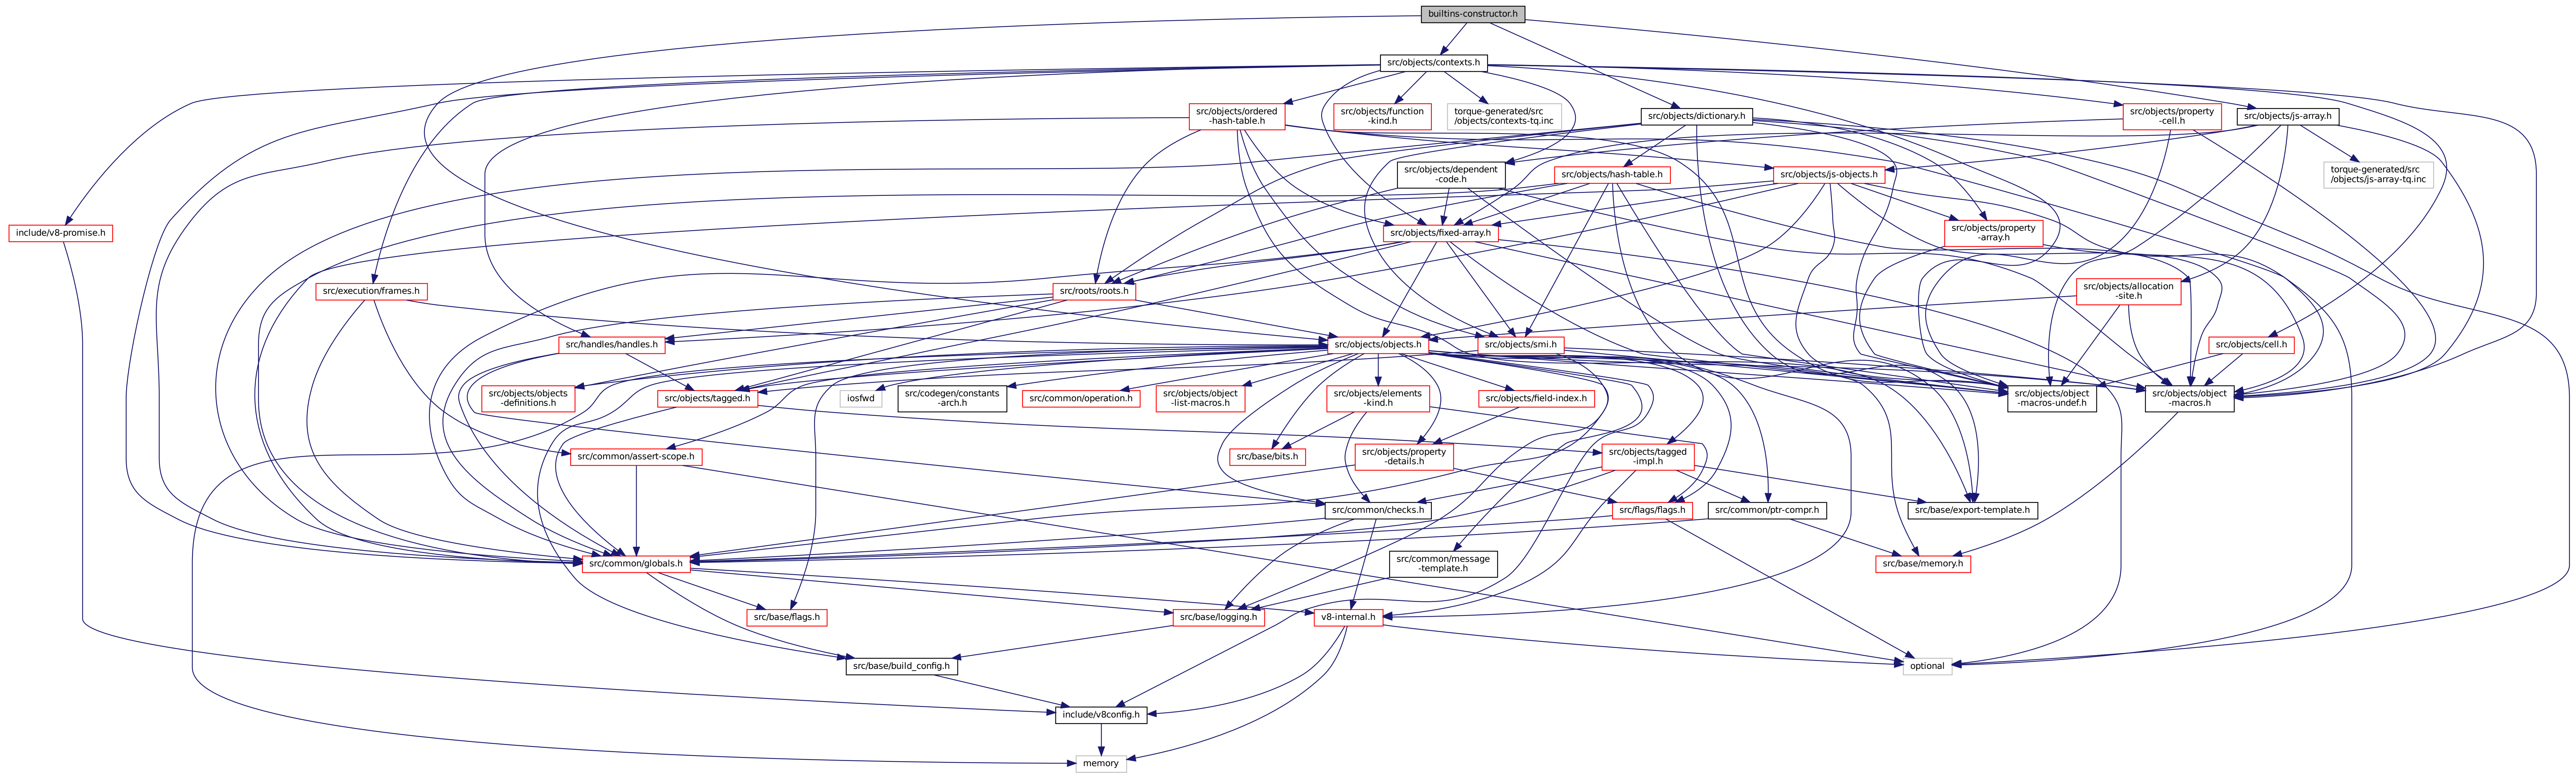 builtins-constructor.h
src/objects/contexts.h
src/objects/ordered
-hash-table.h
src/objects/function
-kind.h
torque-generated/src
/objects/contexts-tq.inc
src/objects/dictionary.h
src/objects/property
-cell.h
src/objects/js-array.h
src/objects/dependent
-code.h
src/objects/hash-table.h
src/objects/js-objects.h
torque-generated/src
/objects/js-array-tq.inc
include/v8-promise.h
src/objects/fixed-array.h
src/objects/property
-array.h
src/execution/frames.h
src/roots/roots.h
src/objects/allocation
-site.h
src/handles/handles.h
src/objects/objects.h
src/objects/smi.h
src/objects/cell.h
src/objects/objects
-definitions.h
src/objects/tagged.h
iosfwd
src/codegen/constants
-arch.h
src/common/operation.h
src/objects/object
-list-macros.h
src/objects/elements
-kind.h
src/objects/field-index.h
src/objects/object
-macros-undef.h
src/objects/object
-macros.h
src/common/assert-scope.h
src/base/bits.h
src/objects/property
-details.h
src/objects/tagged
-impl.h
src/common/checks.h
src/flags/flags.h
src/common/ptr-compr.h
src/base/export-template.h
src/common/globals.h
src/common/message
-template.h
src/base/memory.h
src/base/flags.h
src/base/logging.h
v8-internal.h
src/base/build_config.h
optional
include/v8config.h
memory